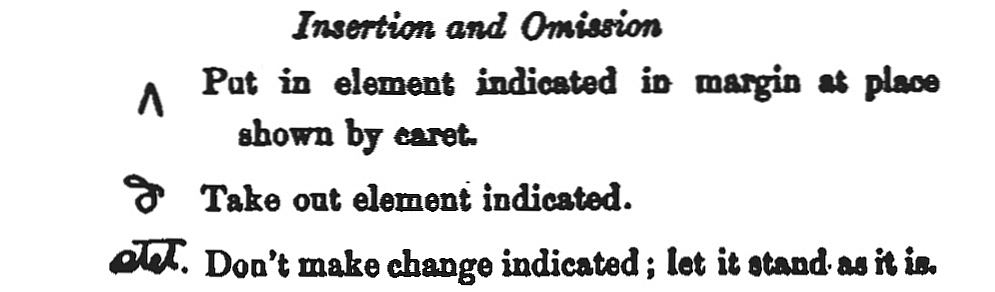 Insertion and Omission
∧ Put in element indicated in margin at place
shown by caret.
₰ Take out element indicated.
stet. Don't make change indicated; let it stand as it is.